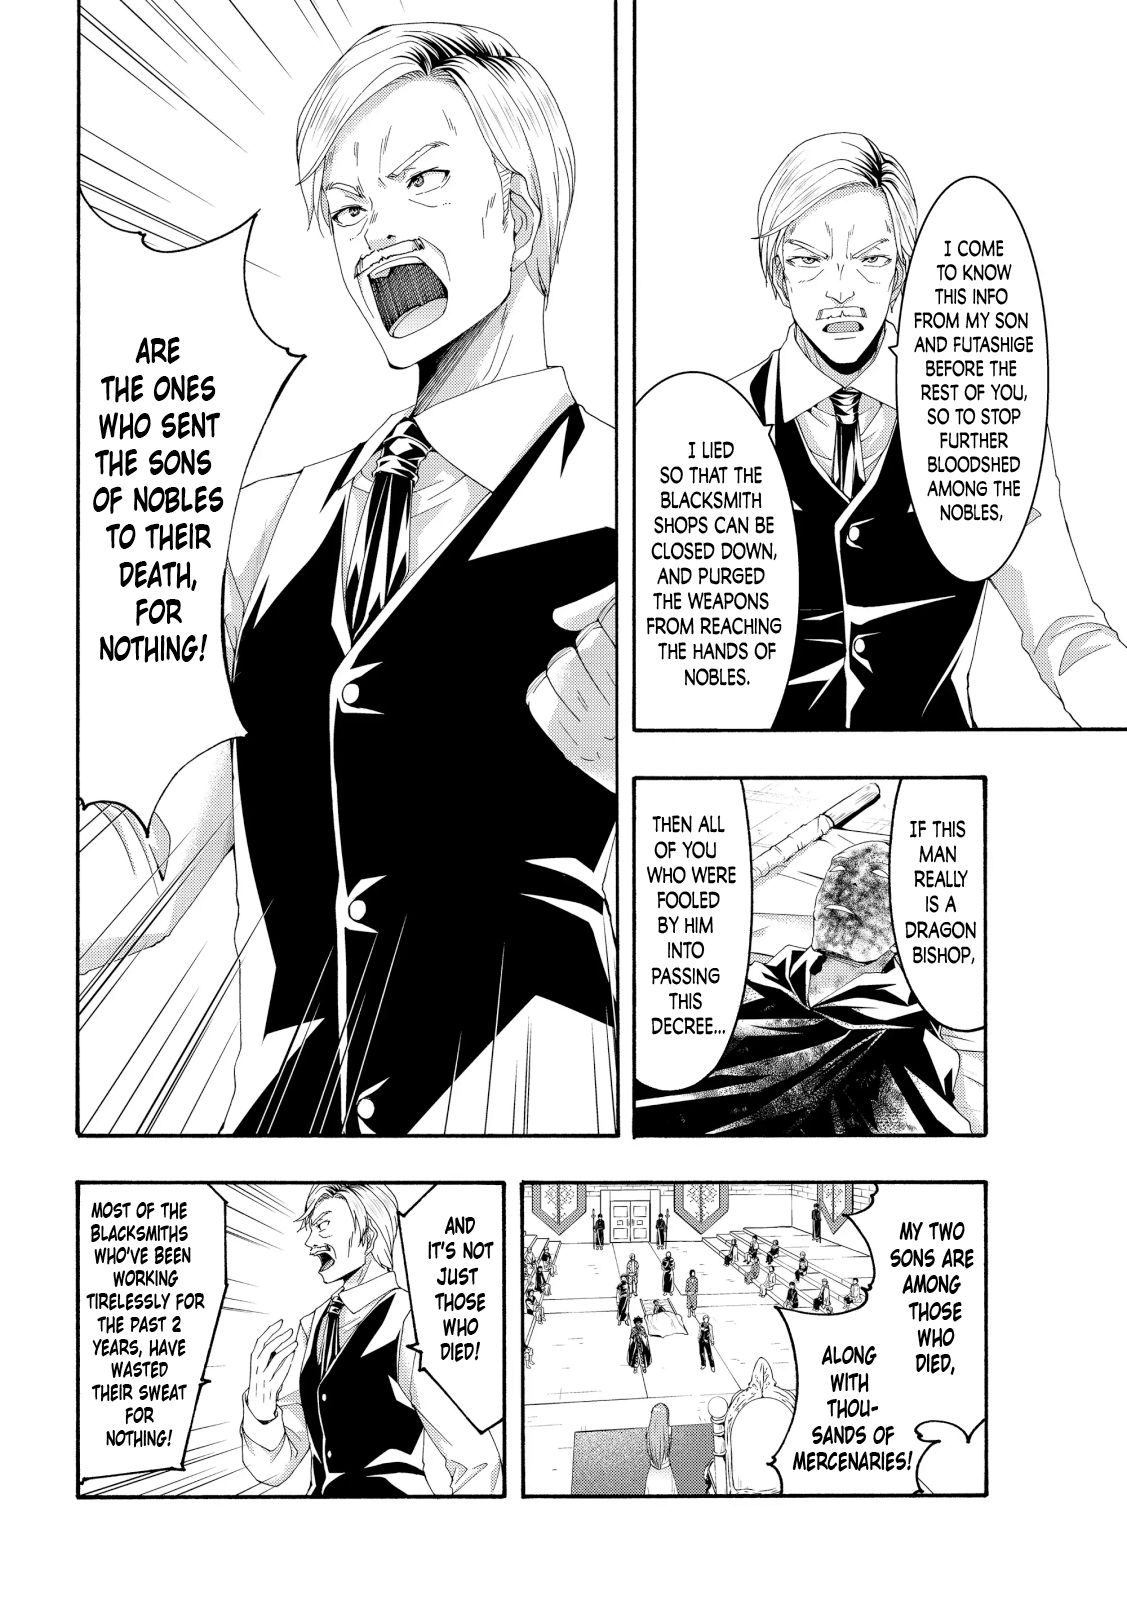 I COME
TO KNOW
THIS INFO
FROM MY SON
AND FUTASHIGE
BEFORE THE
REST OF YOU,
SO TO STOP
FURTHER
BLOODSHED
AMONG THE
NOBLES,
I LIED
SO THAT THE
BLACKSMITH
SHOPS CAN BE
CLOSED DOWN,
AND PURGED
THE WEAPONS
FROM REACHING
THE HANDS OF
NOBLES.
IF THIS
MAN
REALLY
IS A
DRAGON
BISHOP,
THEN ALL
OF YOU
WHO WERE
FOOLED
BY HIM
INTO
PASSING
THIS
DECREE...
ARE
THE ONES
WHO SENT
THE SONS
OF NOBLES
TO THEIR
DEATH,
FOR
NOTHING!
MY TWO
SONS ARE
AMONG
THOSE
WHO
DIED,
ALONG
WITH
THOU-
SANDS OF
MERCENARIES!
AND
IT'S NOT
JUST
THOSE
WHO
DIED!
MOST OF THE
BLACKSMITHS
WHO'VE BEEN
WORKING
TIRELESSLY FOR
THE PAST 2
YEARS, HAVE
WASTED
THEIR SWEAT
FOR
NOTHING!